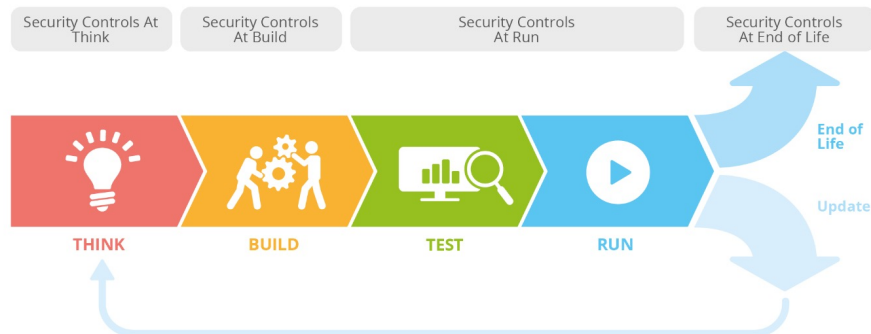 Security Controls At
Think
Security Controls
At Build
Security Controls
At Run
Security Controls
At End of Life
End of
Life
Update
THINK
BUILD
TEST
RUN